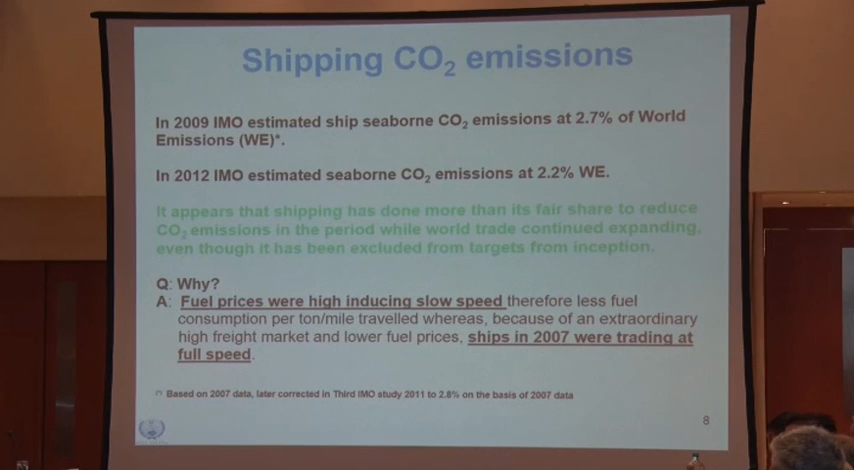 Shipping CO₂ emissions
In 2009 IMO estimated ship seaborne CO₂ emissions at 2.7% of World
Emissions (WE)*.
In 2012 IMO estimated seaborne CO₂ emissions at 2.2% WE.
It appears that shipping has done more than its fair share to reduce
CO₂ emissions in the period while world trade continued expanding,
even though it has been excluded from targets from inception.
Q: Why?
A: Fuel prices were high inducing slow speed therefore less fuel
consumption per ton/mile travelled whereas, because of an extraordinary
high freight market and lower fuel prices, ships in 2007 were trading at
full speed.
(*) Based on 2007 data, later corrected in Third IMO study 2011 to 2.8% on the basis of 2007 data
8